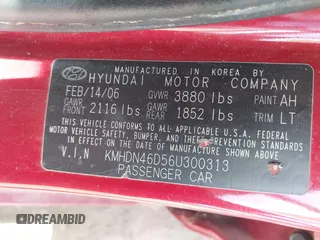 MANUFACTURED IN KOREA BY
HYUNDAI MOTOR COMPANY
FEB/14/06 GVWR 3880 lbs PAINT AH
GAWR FRONT 2116 lbs GAWR REAR 1852 lbs TRIM LT
THIS VEHICLE CONFORMS TO ALL APPLICABLE U.S.A. FEDERAL
MOTOR VEHICLE SAFETY, BUMPER, AND THEFT PREVENTION
STANDARDS IN EFFECT ON THE DATE OF MANUFACTURE SHOWN ABOVE.
V.I.N KMHDN46D56U300313
PASSENGER CAR
DREAMBID